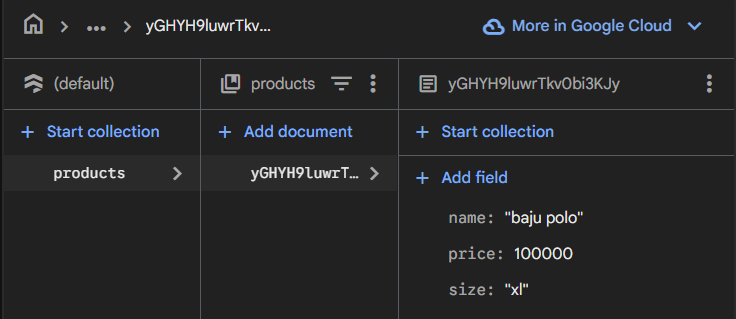 yGHYH9luwrTkv...
More in Google Cloud
(default)
products
yGHYH9luwrTkv0bi3KJy
+ Start collection
+ Add document
+ Start collection
products
yGHYH9luwrT…
+ Add field
name: "baju polo"
price: 100000
size: "xl"